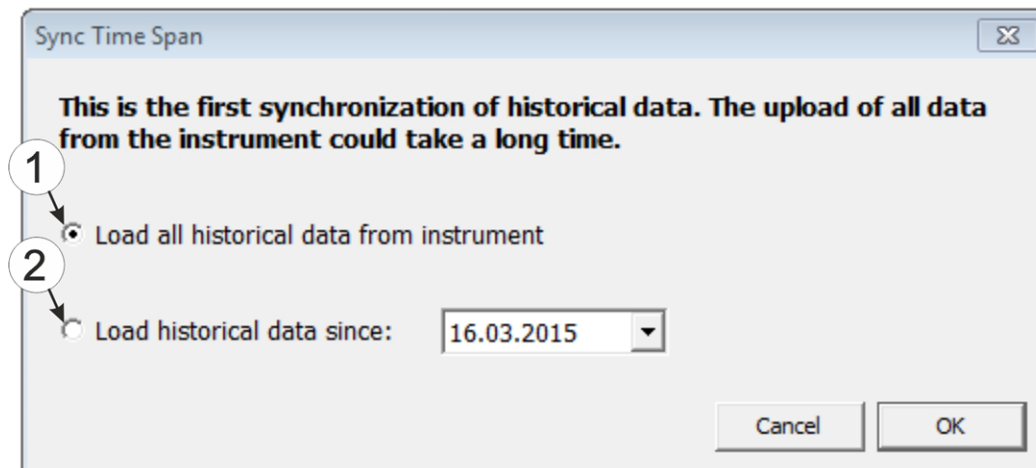 Sync Time Span
This is the first synchronization of historical data. The upload of all data
from the instrument could take a long time.
1
Load all historical data from instrument
2
Load historical data since: 16.03.2015
Cancel OK